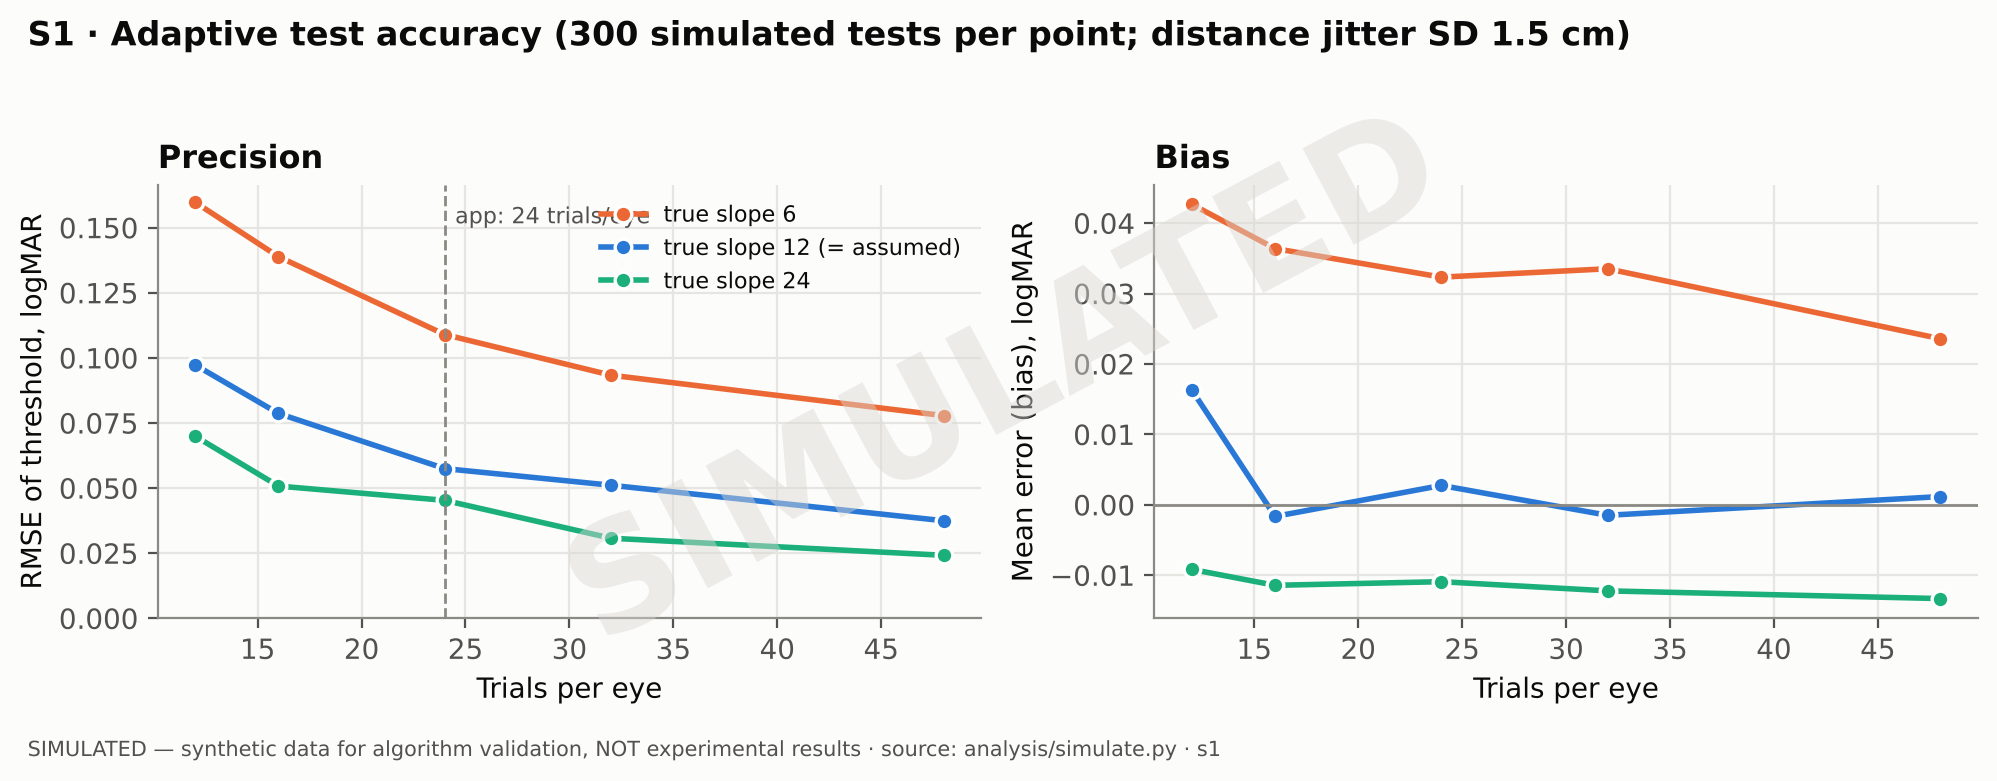 S1 · Adaptive test accuracy (300 simulated tests per point; distance jitter SD 1.5 cm)
Precision
RMSE of threshold, logMAR
0.150
0.125
0.100
0.075
0.050
0.025
0.000
app: 24 trials/eye
true slope 6
true slope 12 (= assumed)
true slope 24
15 20 25 30 35 40 45
Trials per eye
Bias
Mean error (bias), logMAR
0.04
0.03
0.02
0.01
0.00
−0.01
15 20 25 30 35 40 45
Trials per eye
SIMULATED
SIMULATED — synthetic data for algorithm validation, NOT experimental results · source: analysis/simulate.py · s1